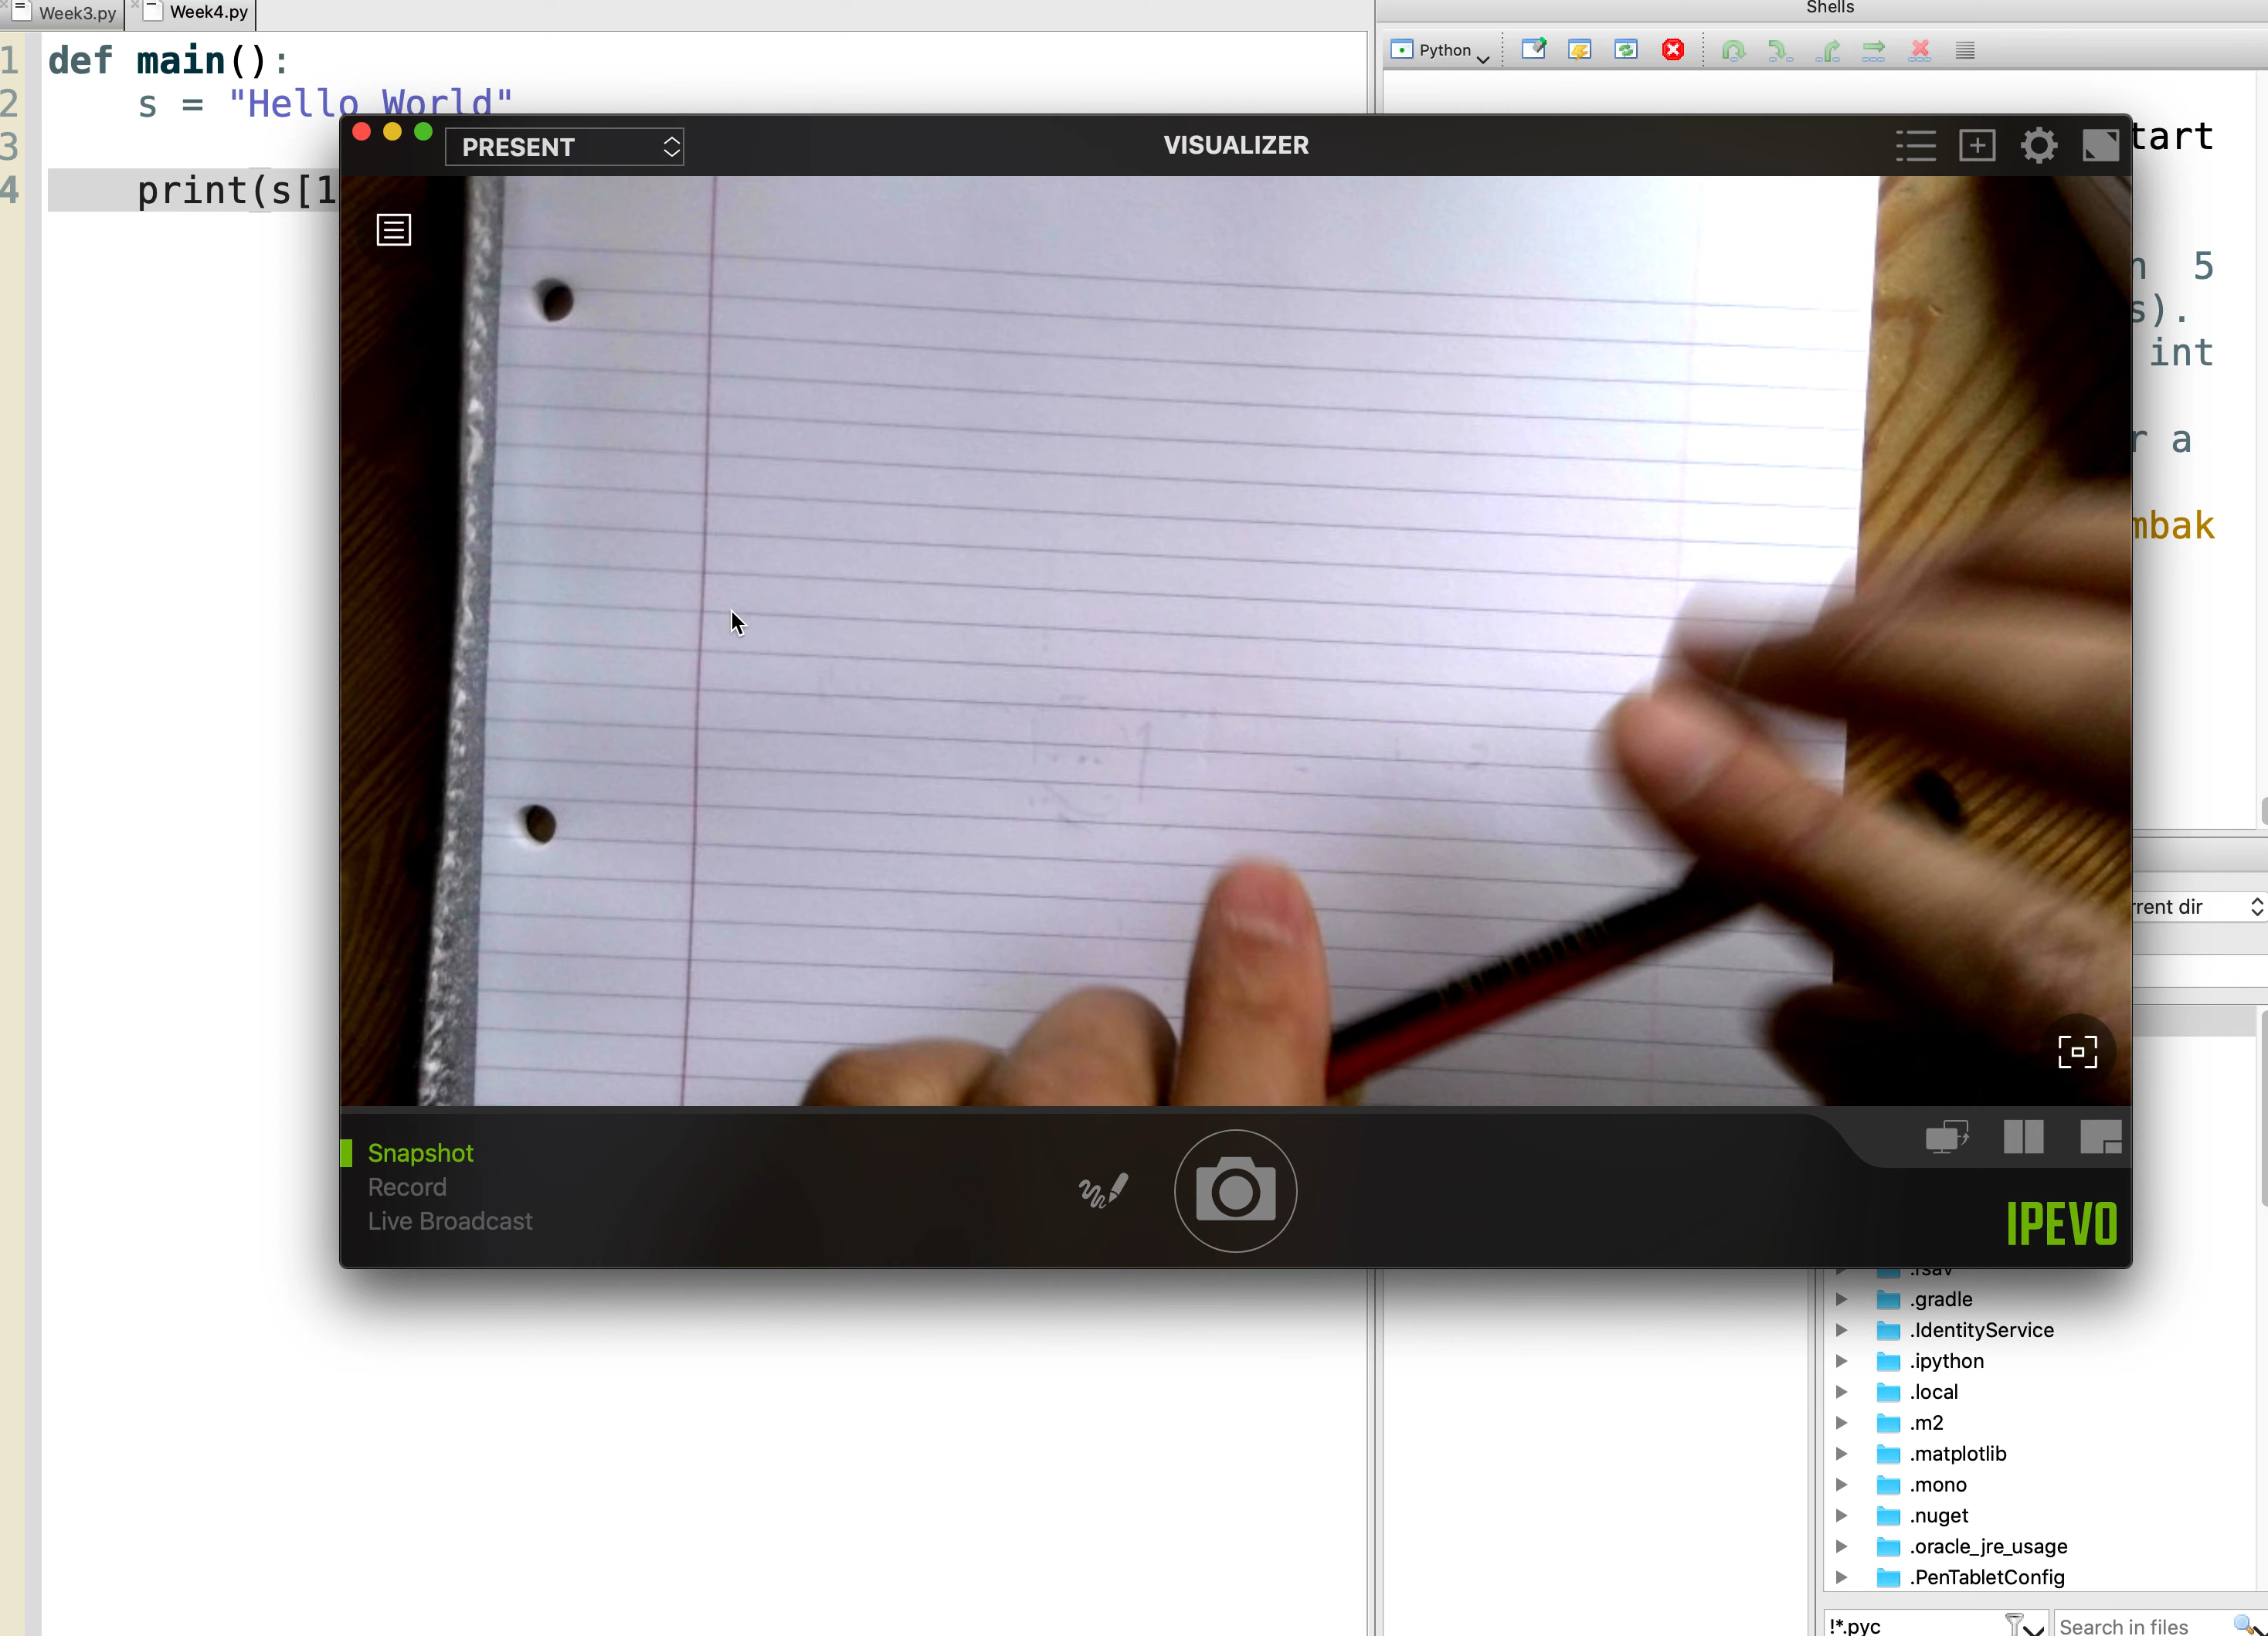 Week3.py
Week4.py
Shells
1 def main():
2 s = "Hello World"
3
4 print(s[1
Python
tart
n 5
s).
int
r a
mbak
PRESENT
VISUALIZER
Snapshot
Record
Live Broadcast
IPEVO
rrent dir
.gradle
.IdentityService
.ipython
.local
.m2
.matplotlib
.mono
.nuget
.oracle_jre_usage
.PenTabletConfig
!*.pyc
Search in files